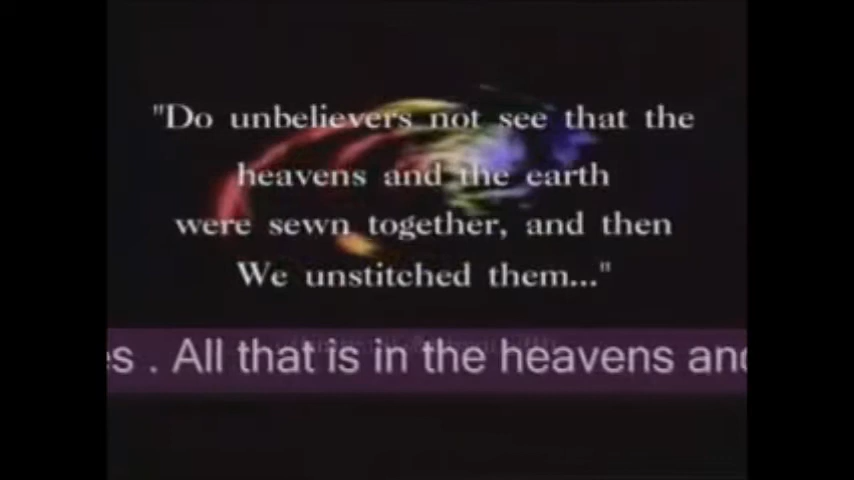 "Do unbelievers not see that the
heavens and the earth
were sewn together, and then
We unstitched them..."
es . All that is in the heavens and